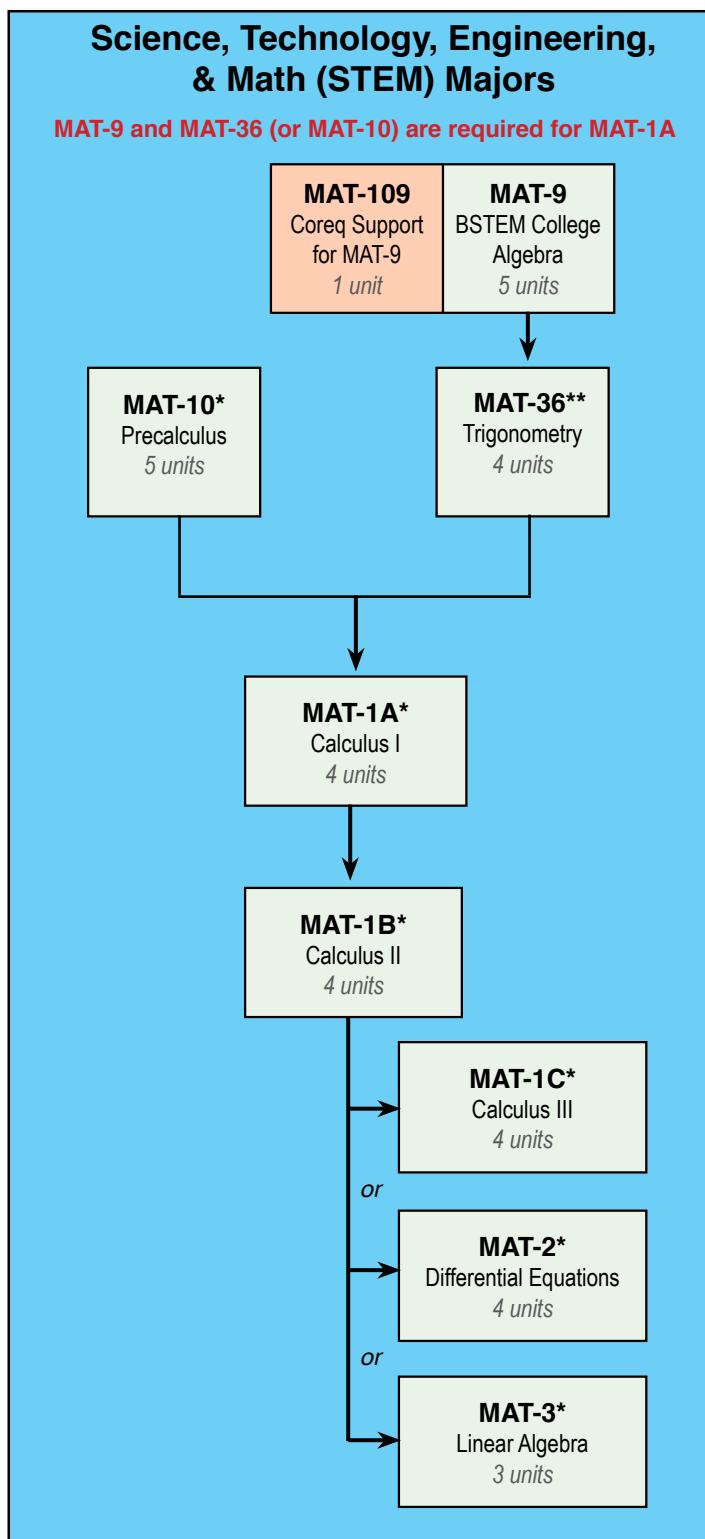 Science, Technology, Engineering,
& Math (STEM) Majors
MAT-9 and MAT-36 (or MAT-10) are required for MAT-1A
MAT-109
Coreq Support
for MAT-9
1 unit
MAT-9
BSTEM College
Algebra
5 units
MAT-10*
Precalculus
5 units
MAT-36**
Trigonometry
4 units
MAT-1A*
Calculus I
4 units
MAT-1B*
Calculus II
4 units
MAT-1C*
Calculus III
4 units
or
MAT-2*
Differential Equations
4 units
or
MAT-3*
Linear Algebra
3 units